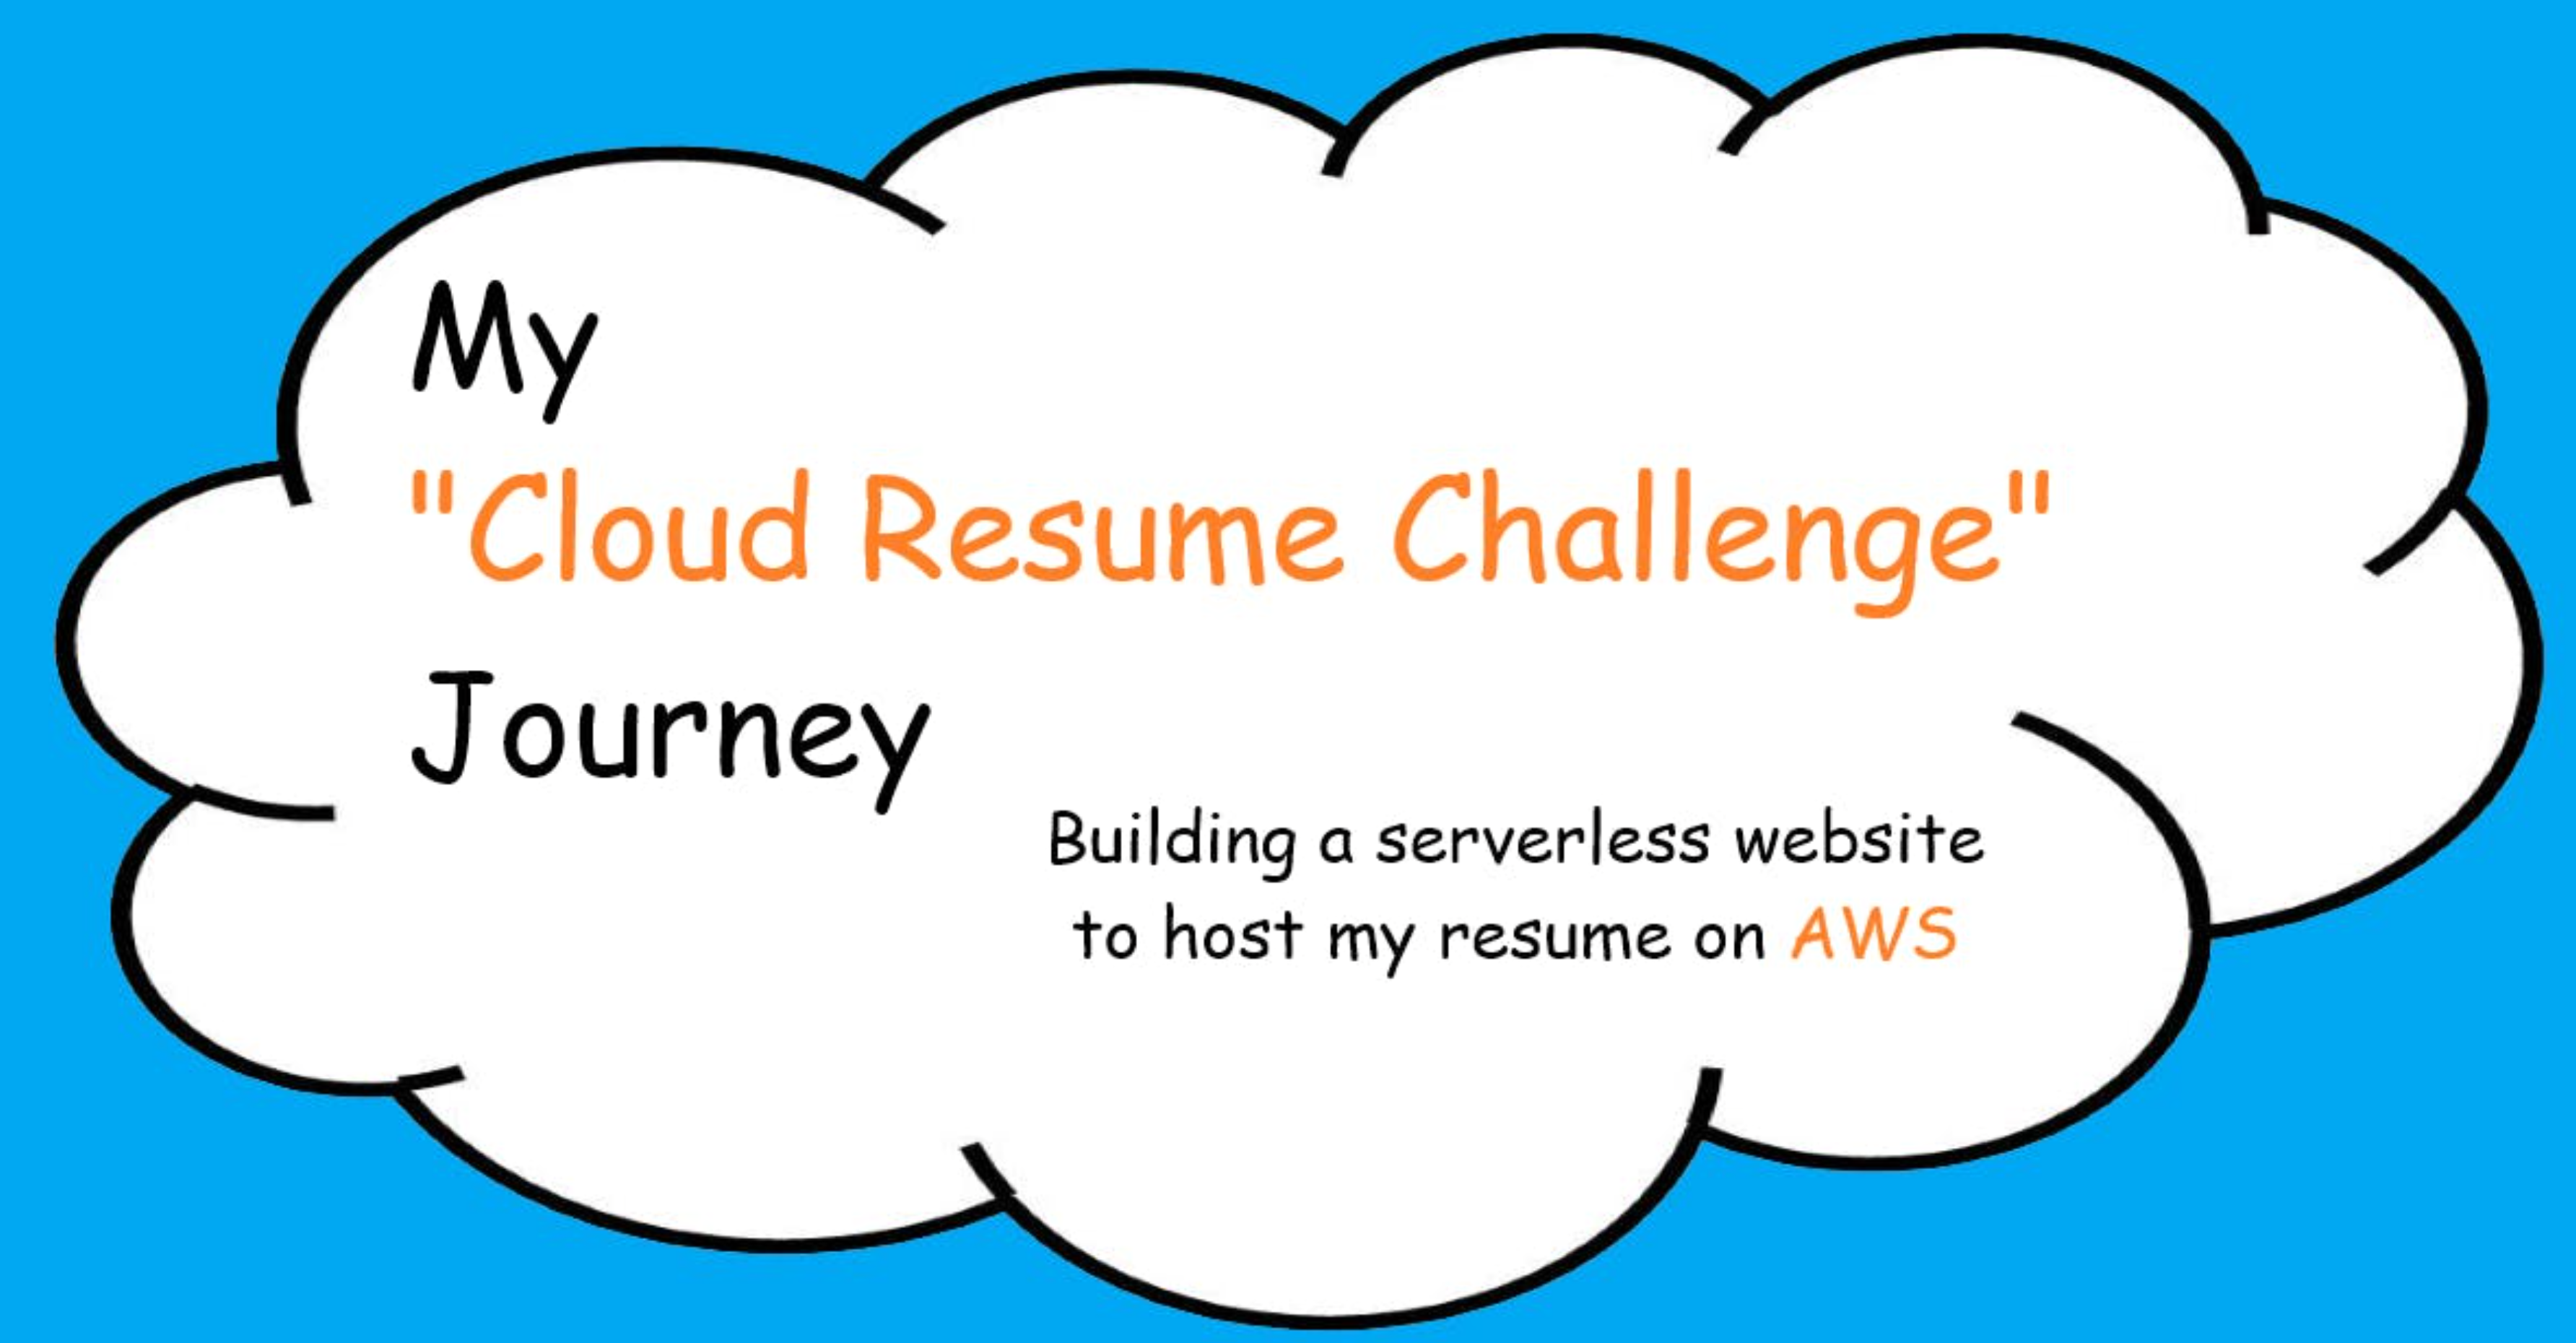 My
"Cloud Resume Challenge"
Journey
Building a serverless website
to host my resume on AWS